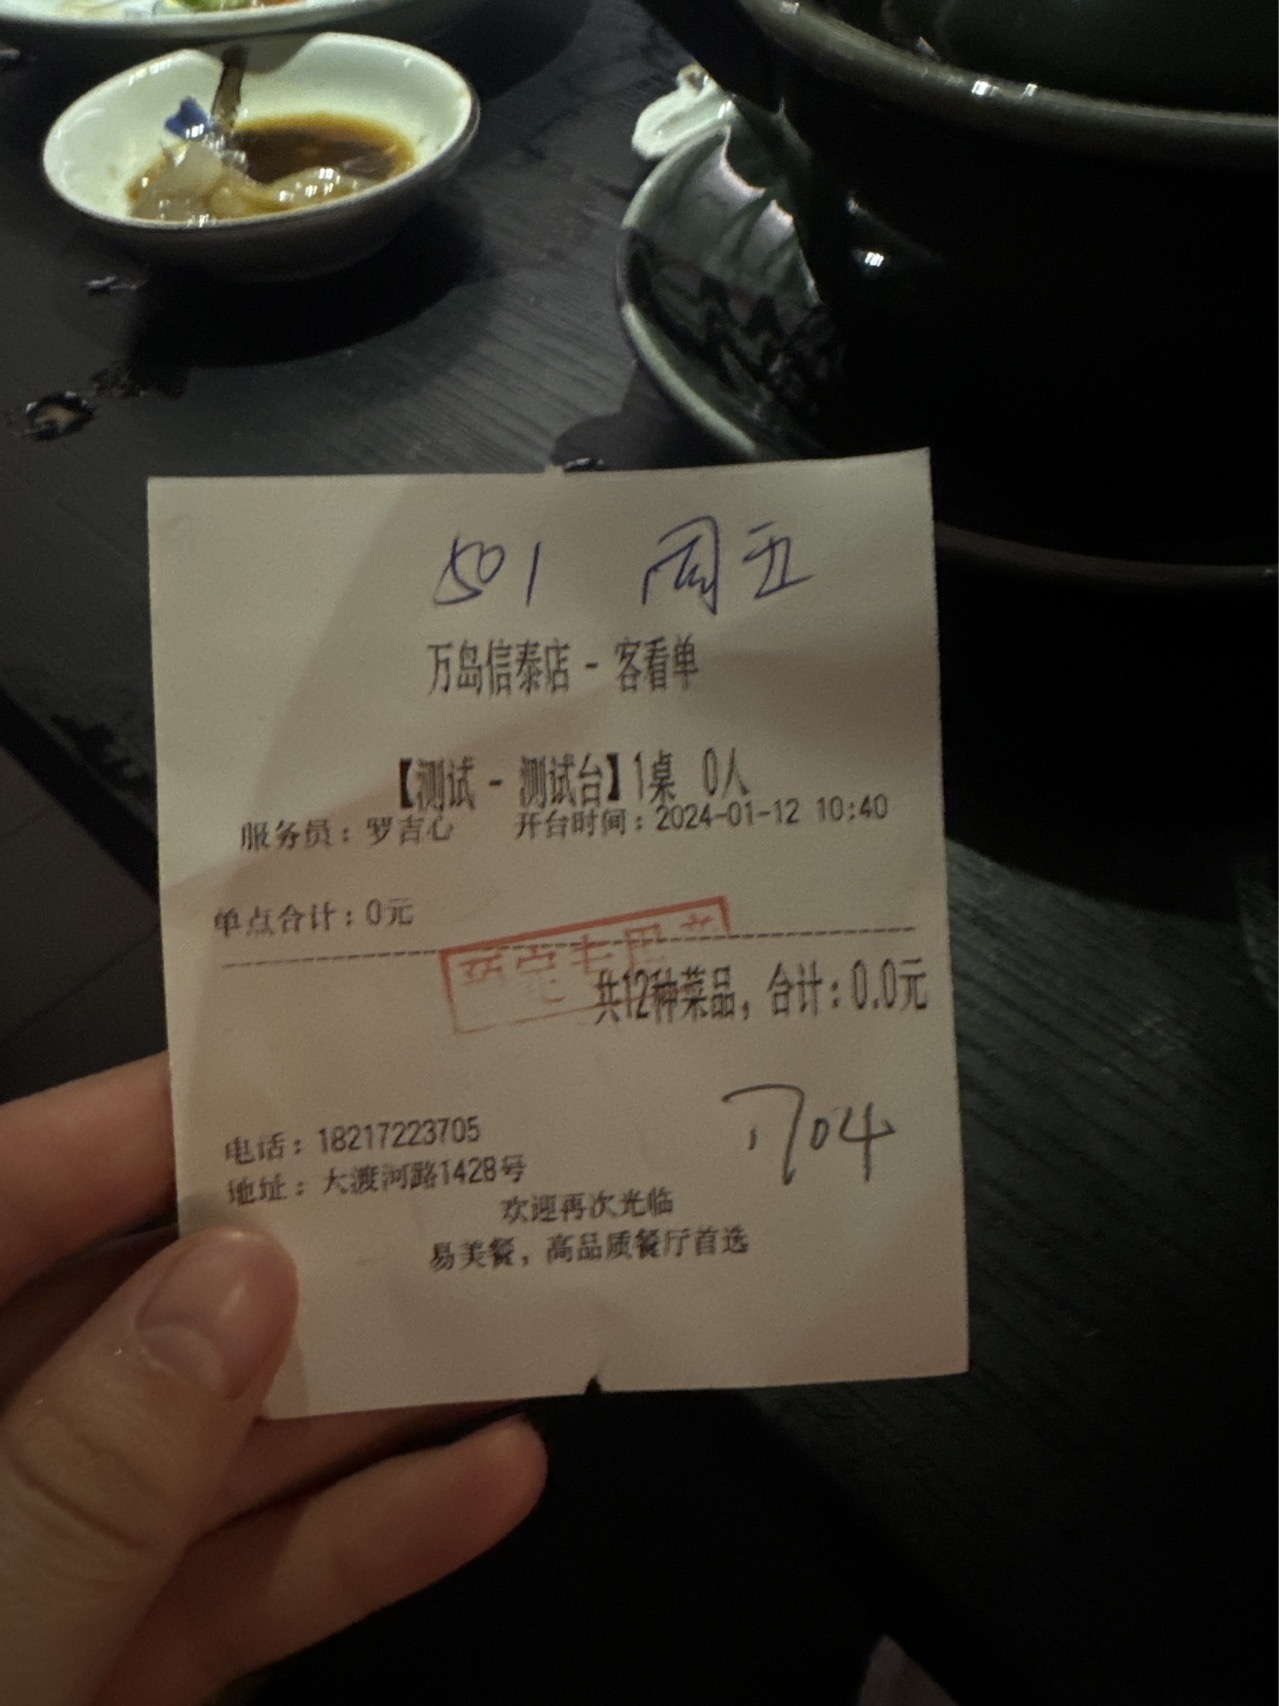 501 周五
万岛信泰店 - 客看单
【测试 - 测试台】1桌 0人
服务员：罗吉心 开台时间：2024-01-12 10:40
单点合计：0元
共12种菜品，合计：0.0元
704
电话：18217223705
地址：大渡河路1428号
欢迎再次光临
易美餐，高品质餐厅首选